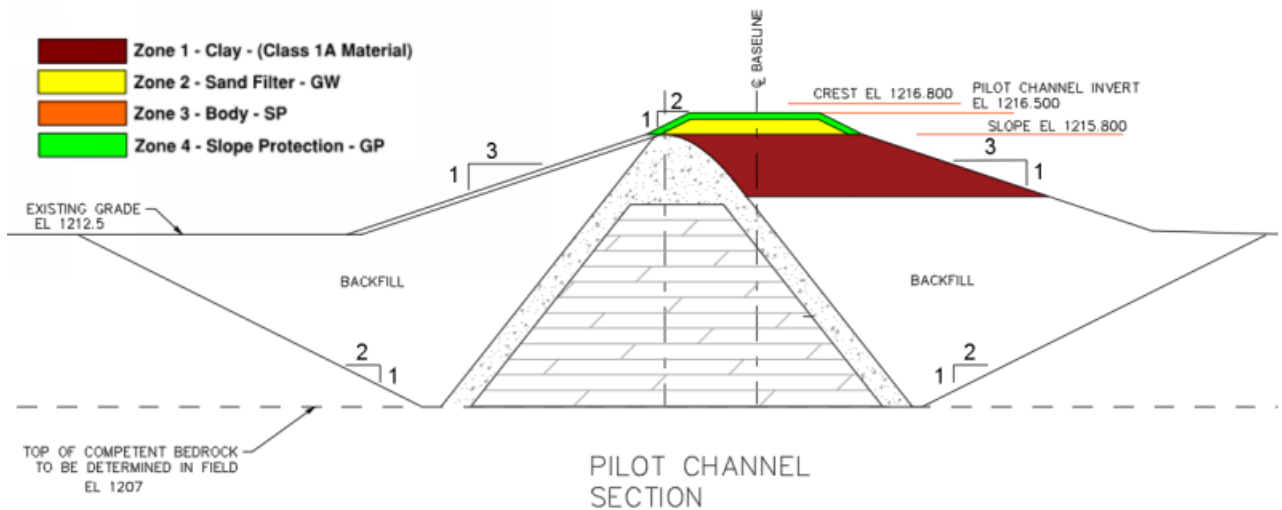 Zone 1 - Clay - (Class 1A Material)
Zone 2 - Sand Filter - GW
Zone 3 - Body - SP
Zone 4 - Slope Protection - GP
℄ BASELINE
CREST EL 1216.800
PILOT CHANNEL INVERT
EL 1216.500
SLOPE EL 1215.800
2
1
1
3
1
3
1
EXISTING GRADE
EL 1212.5
BACKFILL
BACKFILL
2
1
2
1
TOP OF COMPETENT BEDROCK
TO BE DETERMINED IN FIELD
EL 1207
PILOT CHANNEL
SECTION